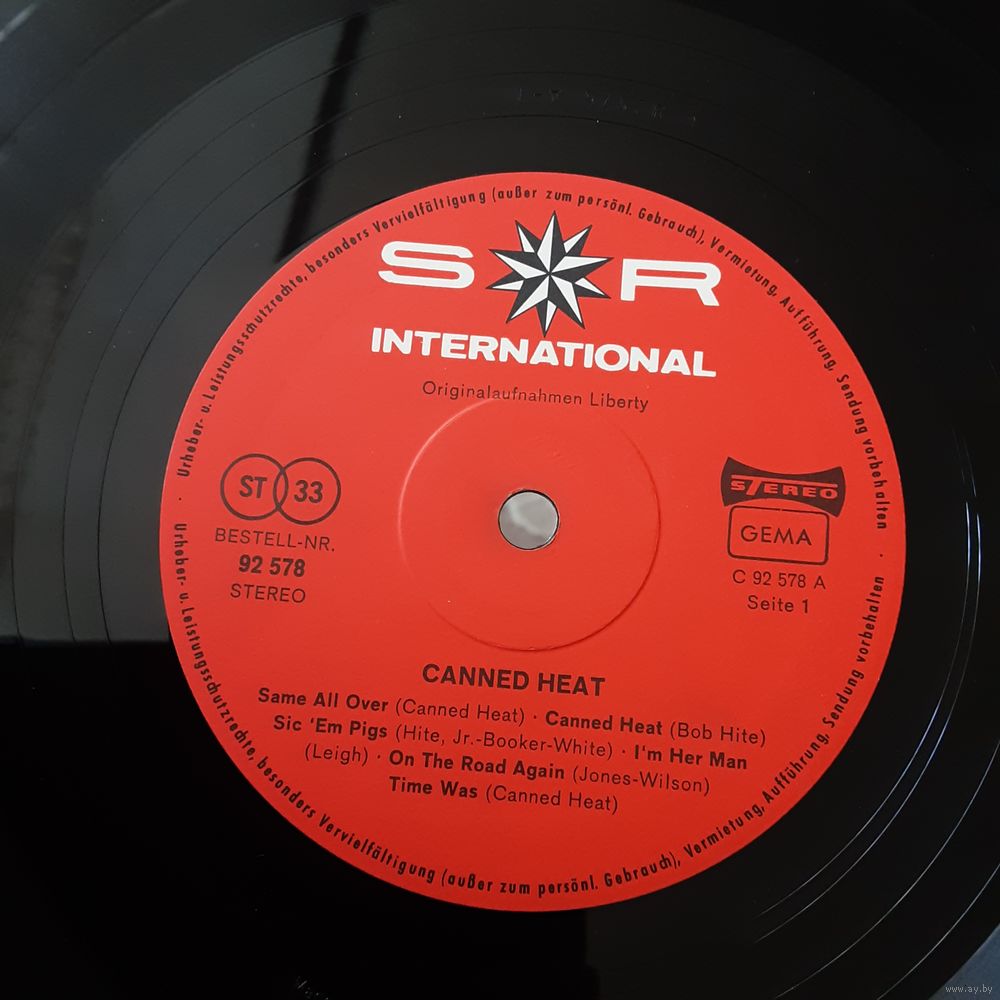 Urheber- u. Leistungsschutzrechte, besonders Vervielfältigung (außer zum persönl. Gebrauch), Vermietung, Aufführung, Sendung vorbehalten
S R
INTERNATIONAL
Originalaufnahmen Liberty
ST 33
BESTELL-NR.
92 578
STEREO
STEREO
GEMA
C 92 578 A
Seite 1
CANNED HEAT
Same All Over (Canned Heat) · Canned Heat (Bob Hite)
Sic 'Em Pigs (Hite, Jr.-Booker-White) · I'm Her Man
(Leigh) · On The Road Again (Jones-Wilson)
Time Was (Canned Heat)
Urheber- u. Leistungsschutzrechte, besonders Vervielfältigung (außer zum persönl. Gebrauch), Vermietung, Aufführung, Sendung vorbehalten
www.ay.by